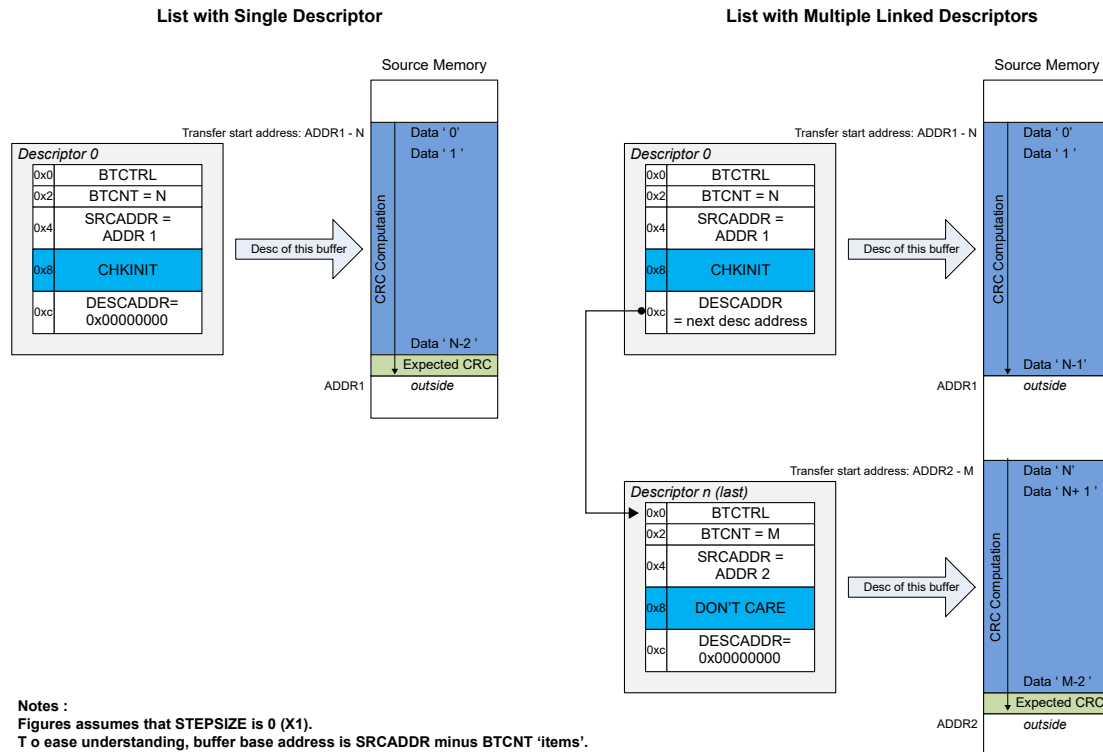 List with Single Descriptor
Source Memory
Transfer start address: ADDR1 - N
Data ‘ 0’
Data ‘ 1 ’
Descriptor 0
0x0 BTCTRL
0x2 BTCNT = N
0x4 SRCADDR =
ADDR 1
0x8 CHKINIT
0xc DESCADDR=
0x00000000
Desc of this buffer
CRC Computation
Data ‘ N-2 ’
Expected CRC
ADDR1
outside
List with Multiple Linked Descriptors
Source Memory
Transfer start address: ADDR1 - N
Data ‘ 0’
Data ‘ 1 ’
Descriptor 0
0x0 BTCTRL
0x2 BTCNT = N
0x4 SRCADDR =
ADDR 1
0x8 CHKINIT
0xc DESCADDR
= next desc address
Desc of this buffer
CRC Computation
Data ‘ N-1’
ADDR1
outside
Transfer start address: ADDR2 - M
Data ‘ N’
Data ‘ N+ 1 ’
Descriptor n (last)
0x0 BTCTRL
0x2 BTCNT = M
0x4 SRCADDR =
ADDR 2
0x8 DON’T CARE
0xc DESCADDR=
0x00000000
Desc of this buffer
CRC Computation
Data ‘ M-2 ’
Expected CRC
ADDR2
outside
Notes :
Figures assumes that STEPSIZE is 0 (X1).
T o ease understanding, buffer base address is SRCADDR minus BTCNT ‘items’.